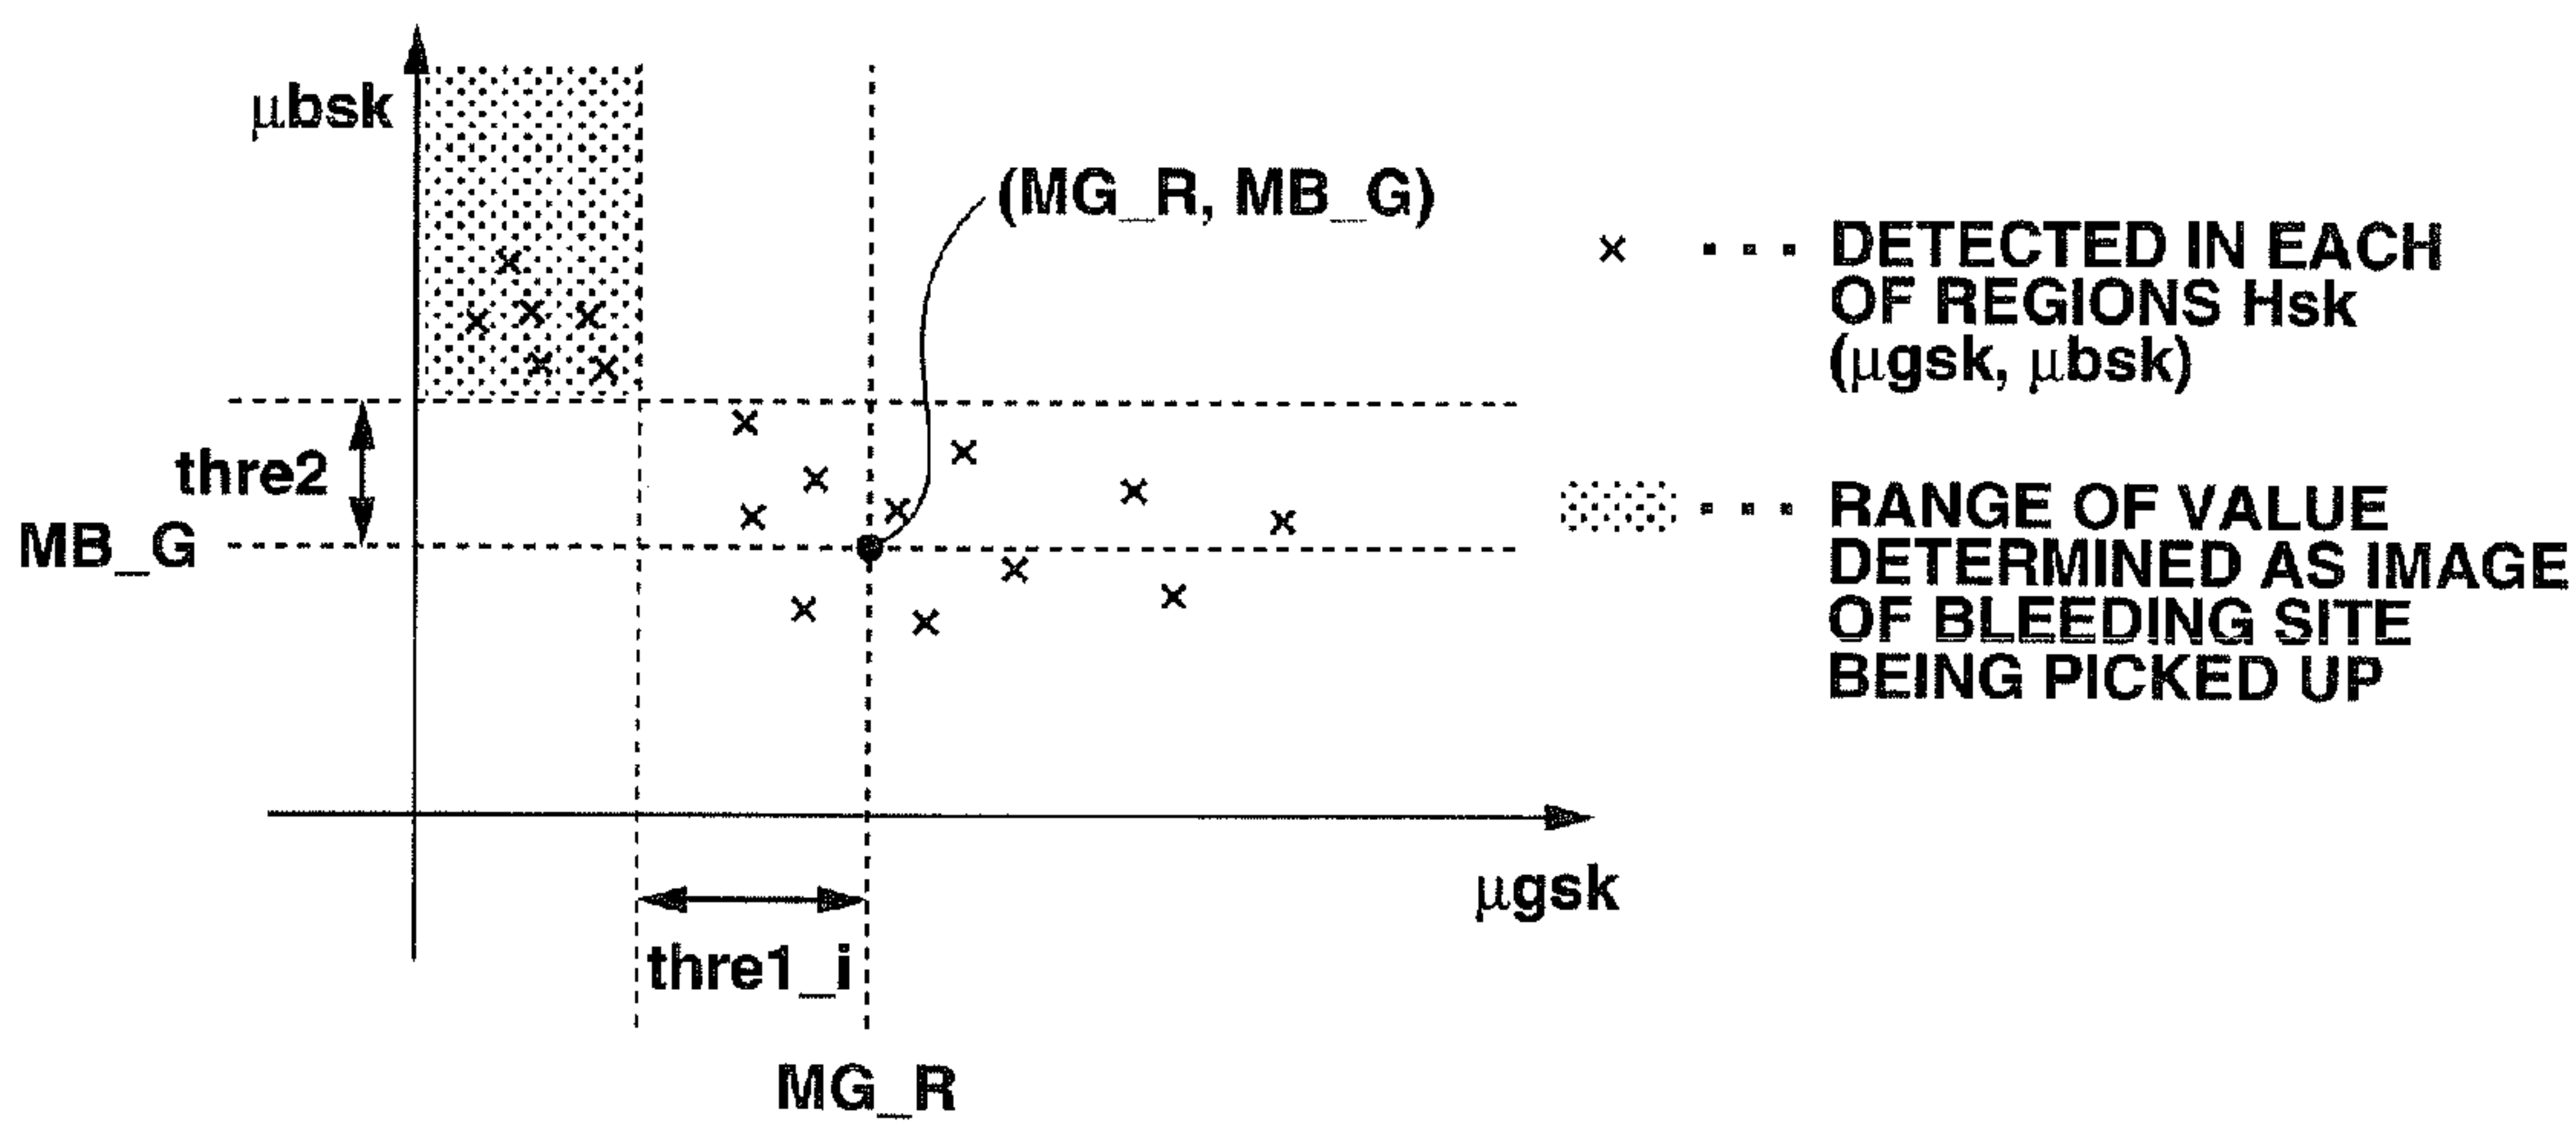 µbsk
(MG_R, MB_G)
× ... DETECTED IN EACH
OF REGIONS Hsk
(µgsk, µbsk)
thre2
MB_G
... RANGE OF VALUE
DETERMINED AS IMAGE
OF BLEEDING SITE
BEING PICKED UP
µgsk
thre1_i
MG_R